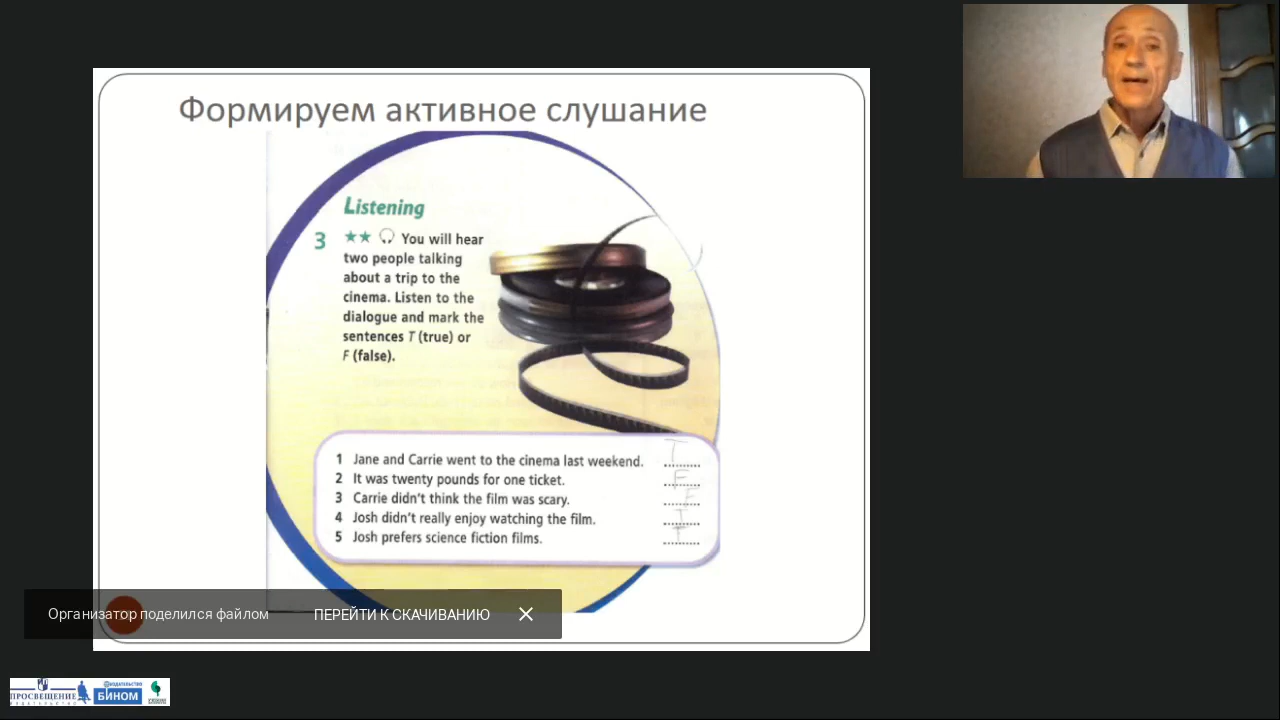 Формируем активное слушание
Listening
3 ★★ You will hear
two people talking
about a trip to the
cinema. Listen to the
dialogue and mark the
sentences T (true) or
F (false).
1 Jane and Carrie went to the cinema last weekend. T
2 It was twenty pounds for one ticket. F
3 Carrie didn't think the film was scary. F
4 Josh didn't really enjoy watching the film. T
5 Josh prefers science fiction films. T
Организатор поделился файлом ПЕРЕЙТИ К СКАЧИВАНИЮ
ПРОСВЕЩЕНИЕ
ИЗДАТЕЛЬСТВО
БИНОМ